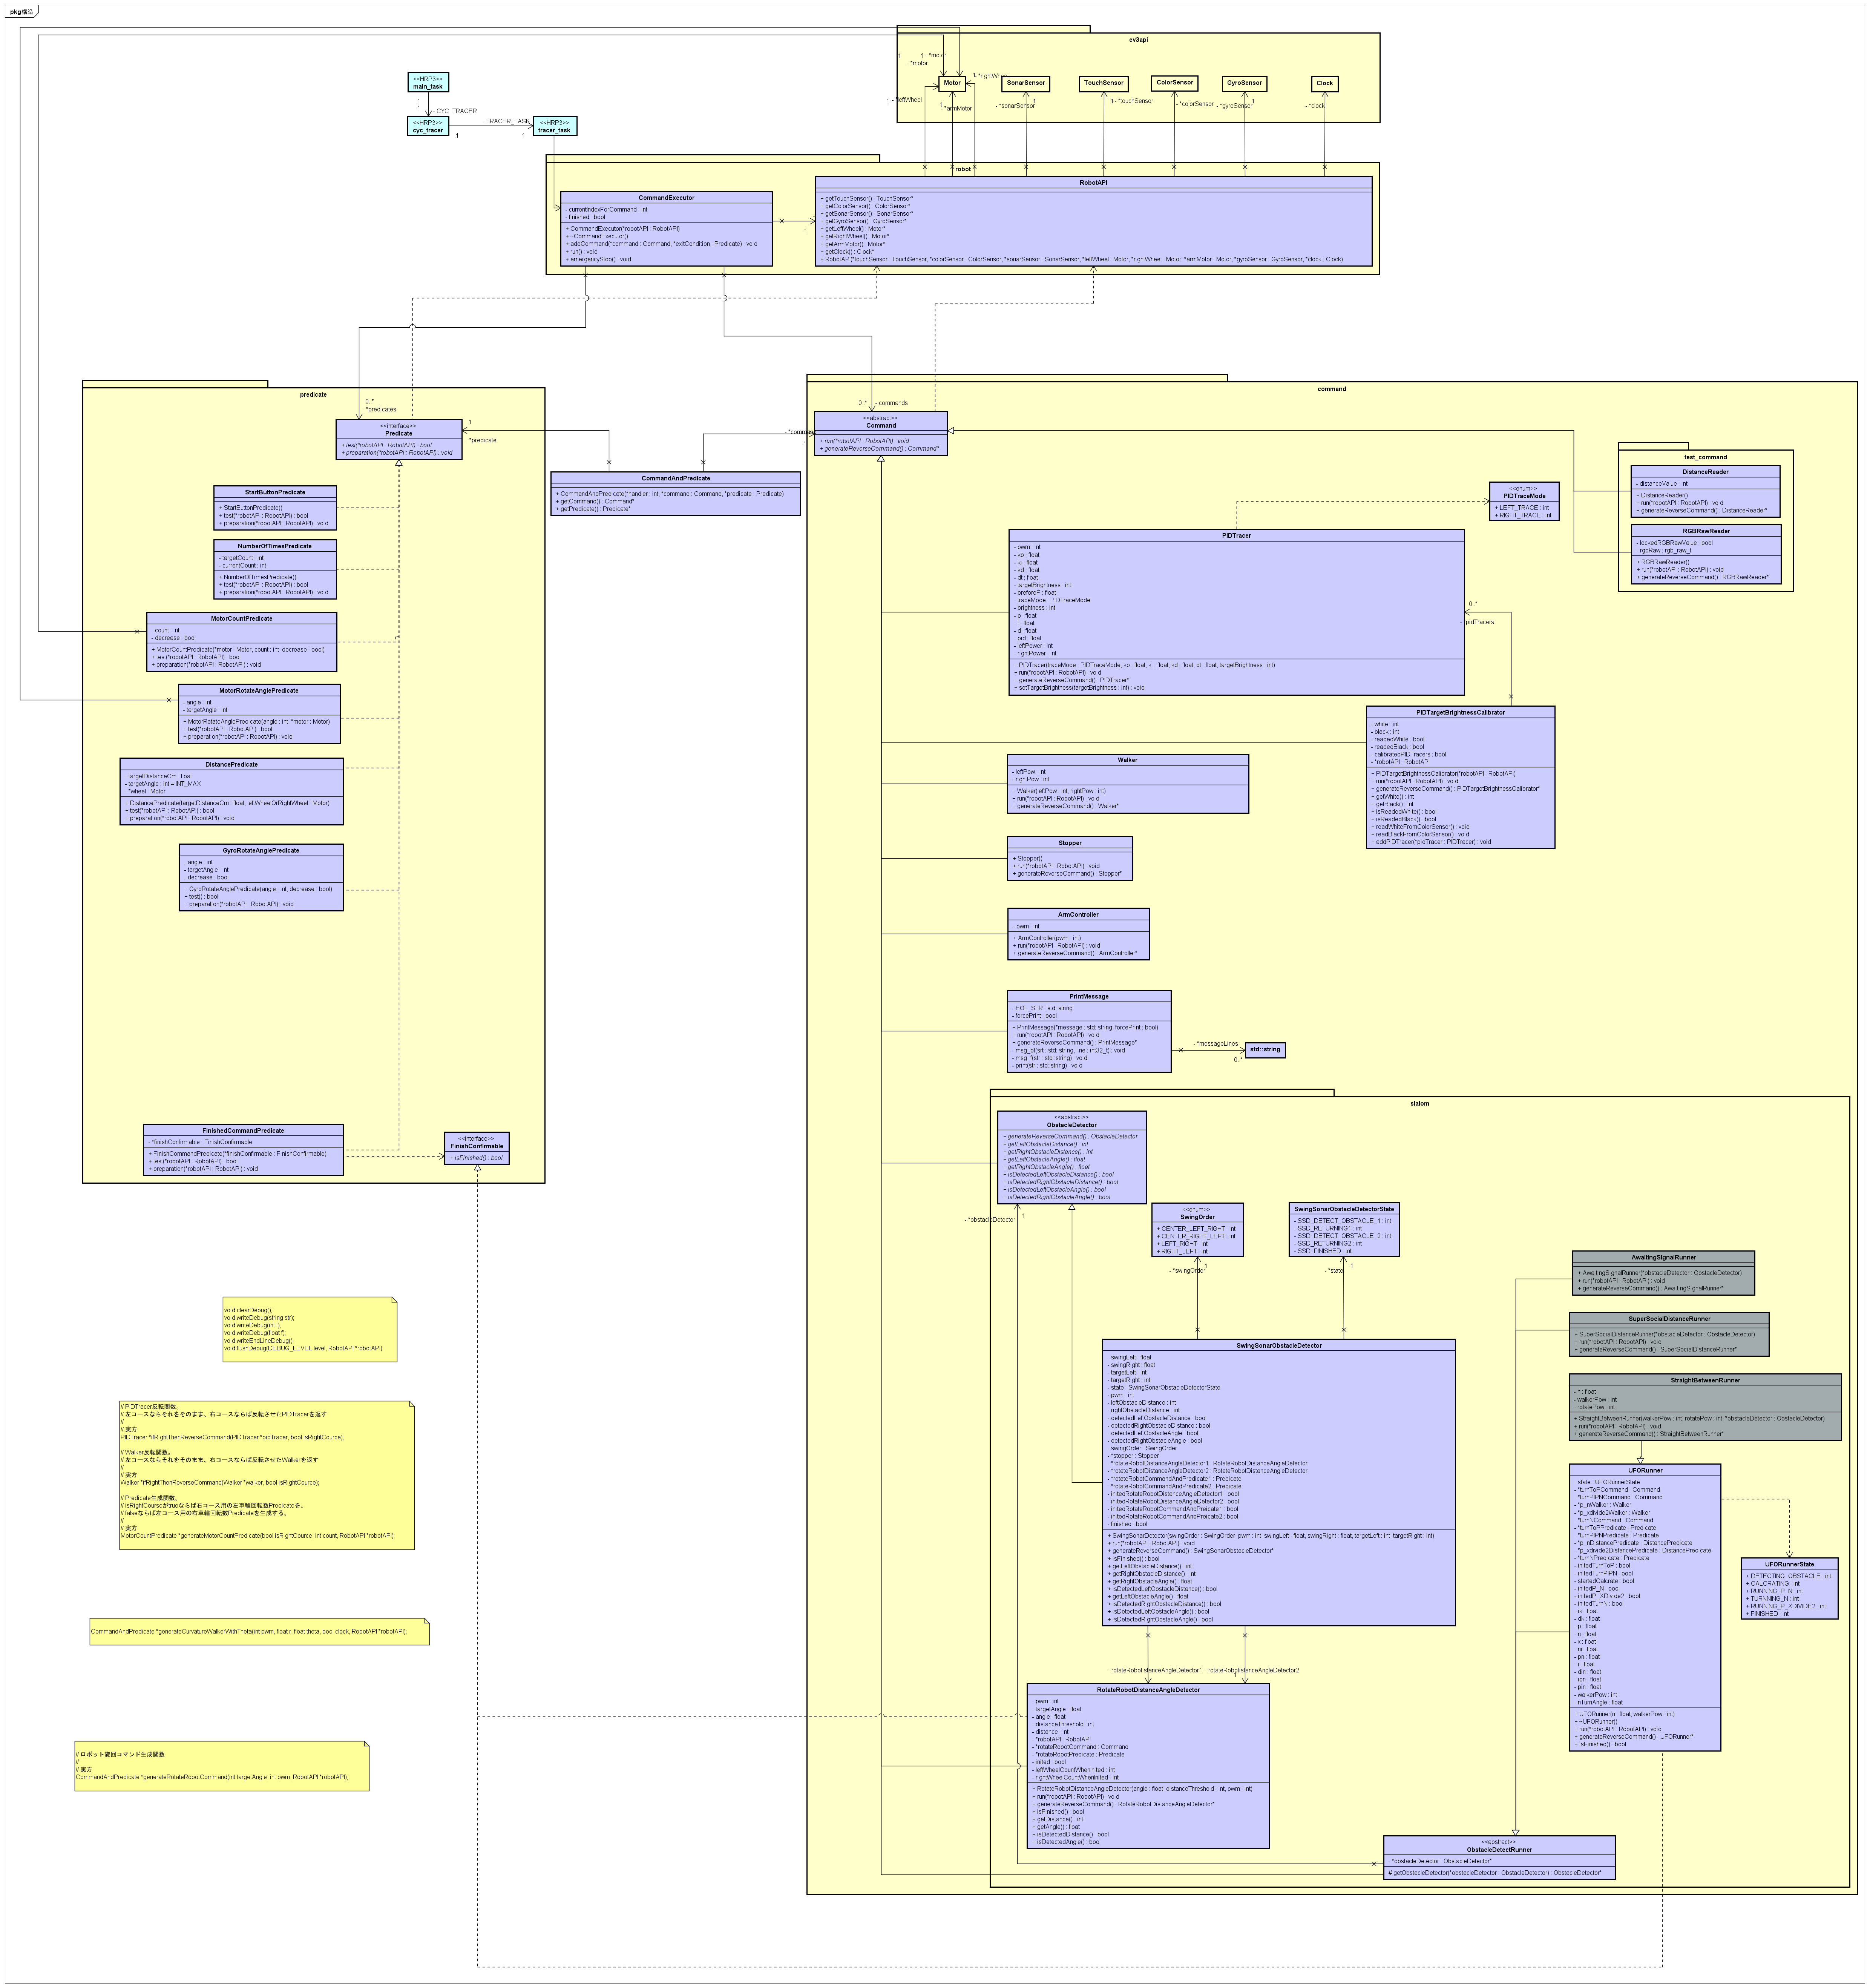 pkg構造
ev3api
1
1 - *motor
- *motor
- *rightWheel
Motor
SonarSensor
TouchSensor
ColorSensor
GyroSensor
Clock
1 - *leftWheel
1
- *armMotor
1
- *sonarSensor
1 - *touchSensor
1
- *colorSensor
1
- *gyroSensor
1
- *clock
<<HRP3>>
main_task
1
1
- CYC_TRACER
<<HRP3>>
cyc_tracer
1
- TRACER_TASK
1
<<HRP3>>
tracer_task
robot
CommandExecutor
- currentIndexForCommand : int
- finished : bool
+ CommandExecutor(*robotAPI : RobotAPI)
+ ~CommandExecutor()
+ addCommand(*command : Command, *exitCondition : Predicate) : void
+ run() : void
+ emergencyStop() : void
1
RobotAPI
+ getTouchSensor() : TouchSensor*
+ getColorSensor() : ColorSensor*
+ getSonarSensor() : SonarSensor*
+ getGyroSensor() : GyroSensor*
+ getLeftWheel() : Motor*
+ getRightWheel() : Motor*
+ getArmMotor() : Motor*
+ getClock() : Clock*
+ RobotAPI(*touchSensor : TouchSensor, *colorSensor : ColorSensor, *sonarSensor : SonarSensor, *leftWheel : Motor, *rightWheel : Motor, *armMotor : Motor, *gyroSensor : GyroSensor, *clock : Clock)
predicate
0..*
- *predicates
<<interface>>
Predicate
+ test(*robotAPI : RobotAPI) : bool
+ preparation(*robotAPI : RobotAPI) : void
1
- *predicate
StartButtonPredicate
+ StartButtonPredicate()
+ test(*robotAPI : RobotAPI) : bool
+ preparation(*robotAPI : RobotAPI) : void
NumberOfTimesPredicate
- targetCount : int
- currentCount : int
+ NumberOfTimesPredicate()
+ test(*robotAPI : RobotAPI) : bool
+ preparation(*robotAPI : RobotAPI) : void
MotorCountPredicate
- count : int
- decrease : bool
+ MotorCountPredicate(*motor : Motor, count : int, decrease : bool)
+ test(*robotAPI : RobotAPI) : bool
+ preparation(*robotAPI : RobotAPI) : void
MotorRotateAnglePredicate
- angle : int
- targetAngle : int
+ MotorRotateAnglePredicate(angle : int, *motor : Motor)
+ test(*robotAPI : RobotAPI) : bool
+ preparation(*robotAPI : RobotAPI) : void
DistancePredicate
- targetDistanceCm : float
- targetAngle : int = INT_MAX
- *wheel : Motor
+ DistancePredicate(targetDistanceCm : float, leftWheelOrRightWheel : Motor)
+ test(*robotAPI : RobotAPI) : bool
+ preparation(*robotAPI : RobotAPI) : void
GyroRotateAnglePredicate
- angle : int
- targetAngle : int
- decrease : bool
+ GyroRotateAnglePredicate(angle : int, decrease : bool)
+ test() : bool
+ preparation(*robotAPI : RobotAPI) : void
FinishedCommandPredicate
- *finishConfirmable : FinishConfirmable
+ FinishCommandPredicate(*finishConfirmable : FinishConfirmable)
+ test(*robotAPI : RobotAPI) : bool
+ preparation(*robotAPI : RobotAPI) : void
<<interface>>
FinishConfirmable
+ isFinished() : bool
CommandAndPredicate
+ CommandAndPredicate(*handler : int, *command : Command, *predicate : Predicate)
+ getCommand() : Command*
+ getPredicate() : Predicate*
command
0..*
- commands
1
<<abstract>>
Command
+ run(*robotAPI : RobotAPI) : void
+ generateReverseCommand() : Command*
test_command
DistanceReader
- distanceValue : int
+ DistanceReader()
+ run(*robotAPI : RobotAPI) : void
+ generateReverseCommand() : DistanceReader*
RGBRawReader
- lockedRGBRawValue : bool
- rgbRaw : rgb_raw_t
+ RGBRawReader()
+ run(*robotAPI : RobotAPI) : void
+ generateReverseCommand() : RGBRawReader*
<<enum>>
PIDTraceMode
+ LEFT_TRACE : int
+ RIGHT_TRACE : int
PIDTracer
- pwm : int
- kp : float
- ki : float
- kd : float
- dt : float
- targetBrightness : int
- breforeP : float
- traceMode : PIDTraceMode
- brightness : int
- p : float
- i : float
- d : float
- pid : float
- leftPower : int
- rightPower : int
+ PIDTracer(traceMode : PIDTraceMode, kp : float, ki : float, kd : float, dt : float, targetBrightness : int)
+ run(*robotAPI : RobotAPI) : void
+ generateReverseCommand() : PIDTracer*
+ setTargetBrightness(targetBrightness : int) : void
0..*
- *pidTracers
PIDTargetBrightnessCalibrator
- white : int
- black : int
- readedWhite : bool
- readedBlack : bool
- calibratedPIDTracers : bool
- *robotAPI : RobotAPI
+ PIDTargetBrightnessCalibrator(*robotAPI : RobotAPI)
+ run(*robotAPI : RobotAPI) : void
+ generateReverseCommand() : PIDTargetBrightnessCalibrator*
+ getWhite() : int
+ getBlack() : int
+ isReadedWhite() : bool
+ isReadedBlack() : bool
+ readWhiteFromColorSensor() : void
+ readBlackFromColorSensor() : void
+ addPIDTracer(*pidTracer : PIDTracer) : void
Walker
- leftPow : int
- rightPow : int
+ Walker(leftPow : int, rightPow : int)
+ run(*robotAPI : RobotAPI) : void
+ generateReverseCommand() : Walker*
Stopper
+ Stopper()
+ run(*robotAPI : RobotAPI) : void
+ generateReverseCommand() : Stopper*
ArmController
- pwm : int
+ ArmController(pwm : int)
+ run(*robotAPI : RobotAPI) : void
+ generateReverseCommand() : ArmController*
PrintMessage
- EOL_STR : std::string
- forcePrint : bool
+ PrintMessage(*message : std::string, forcePrint : bool)
+ run(*robotAPI : RobotAPI) : void
+ generateReverseCommand() : PrintMessage*
- msg_bt(srt : std::string, line : int32_t) : void
- msg_f(str : std::string) : void
- print(str : std::string) : void
- *messageLines
0..*
std::string
slalom
<<abstract>>
ObstacleDetector
+ generateReverseCommand() : ObstacleDetector
+ getLeftObstacleDistance() : int
+ getRightObstacleDistance() : int
+ getLeftObstacleAngle() : float
+ getRightObstacleAngle() : float
+ isDetectedLeftObstacleDistance() : bool
+ isDetectedRightObstacleDistance() : bool
+ isDetectedLeftObstacleAngle() : bool
+ isDetectedRightObstacleAngle() : bool
1
- *obstacleDetector
<<enum>>
SwingOrder
+ CENTER_LEFT_RIGHT : int
+ CENTER_RIGHT_LEFT : int
+ LEFT_RIGHT : int
+ RIGHT_LEFT : int
1
- *swingOrder
SwingSonarObstacleDetectorState
- SSD_DETECT_OBSTACLE_1 : int
- SSD_RETURNING1 : int
- SSD_DETECT_OBSTACLE_2 : int
- SSD_RETURNING2 : int
- SSD_FINISHED : int
1
- *state
SwingSonarObstacleDetector
- swingLeft : float
- swingRight : float
- targetLeft : int
- targetRight : int
- state : SwingSonarObstacleDetectorState
- pwm : int
- leftObstacleDistance : int
- rightObstacleDistance : int
- detectedLeftObstacleDistance : bool
- detectedRightObstacleDistance : bool
- detectedLeftObstacleAngle : bool
- detectedRightObstacleAngle : bool
- swingOrder : SwingOrder
- *stopper : Stopper
- *rotateRobotDistanceAngleDetector1 : RotateRobotDistanceAngleDetector
- *rotateRobotDistanceAngleDetector2 : RotateRobotDistanceAngleDetector
- *rotateRobotCommandAndPredicate1 : Predicate
- *rotateRobotCommandAndPredicate2 : Predicate
- initedRotateRobotDistanceAngleDetector1 : bool
- initedRotateRobotDistanceAngleDetector2 : bool
- initedRotateRobotCommandAndPreicate1 : bool
- initedRotateRobotCommandAndPreicate2 : bool
- finished : bool
+ SwingSonarDetector(swingOrder : SwingOrder, pwm : int, swingLeft : float, swingRight : float, targetLeft : int, targetRight : int)
+ run(*robotAPI : RobotAPI) : void
+ generateReverseCommand() : SwingSonarObstacleDetector*
+ isFinished() : bool
+ getLeftObstacleDistance() : int
+ getRightObstacleDistance() : int
+ getRightObstacleAngle() : float
+ isDetectedLeftObstacleDistance() : bool
+ getLeftObstacleAngle() : float
+ isDetectedRightObstacleDistance() : bool
+ isDetectedLeftObstacleAngle() : bool
+ isDetectedRightObstacleAngle() : bool
- rotateRobotistanceAngleDetector1
- rotateRobotistanceAngleDetector2
RotateRobotDistanceAngleDetector
- pwm : int
- targetAngle : float
- angle : float
- distanceThreshold : int
- distance : int
- *robotAPI : RobotAPI
- *rotateRobotCommand : Command
- *rotateRobotPredicate : Predicate
- inited : bool
- leftWheelCountWhenInited : int
- rightWheelCountWhenInited : int
+ RotateRobotDistanceAngleDetector(angle : float, distanceThreshold : int, pwm : int)
+ run(*robotAPI : RobotAPI) : void
+ generateReverseCommand() : RotateRobotDistanceAngleDetector*
+ isFinished() : bool
+ getDistance() : int
+ getAngle() : float
+ isDetectedDistance() : bool
+ isDetectedAngle() : bool
AwaitingSignalRunner
+ AwaitingSignalRunner(*obstacleDetector : ObstacleDetector)
+ run(*robotAPI : RobotAPI) : void
+ generateReverseCommand() : AwaitingSignalRunner*
SuperSocialDistanceRunner
+ SuperSocialDistanceRunner(*obstacleDetector : ObstacleDetector)
+ run(*robotAPI : RobotAPI) : void
+ generateReverseCommand() : SuperSocialDistanceRunner*
StraightBetweenRunner
- n : float
- walkerPow : int
- rotatePow : int
+ StraightBetweenRunner(walkerPow : int, rotatePow : int, *obstacleDetector : ObstacleDetector)
+ run(*robotAPI : RobotAPI) : void
+ generateReverseCommand() : StraightBetweenRunner*
UFORunner
- state : UFORunnerState
- *turnToPCommand : Command
- *turnPIPNCommand : Command
- *p_nWalker : Walker
- *p_xdivide2Walker : Walker
- *turnNCommand : Command
- *turnToPPredicate : Predicate
- *turnPIPNPredicate : Predicate
- *p_nDistancePredicate : DistancePredicate
- *p_xdivide2DistancePredicate : DistancePredicate
- *turnNPredicate : Predicate
- initedTurnToP : bool
- initedTurnPIPN : bool
- startedCalcrate : bool
- initedP_N : bool
- initedP_XDivide2 : bool
- initedTurnN : bool
- ik : float
- dk : float
- p : float
- n : float
- x : float
- ni : float
- pn : float
- i : float
- din : float
- ipn : float
- pin : float
- walkerPow : int
- nTurnAngle : float
+ UFORunner(n : float, walkerPow : int)
+ ~UFORunner()
+ run(*robotAPI : RobotAPI) : void
+ generateReverseCommand() : UFORunner*
+ isFinished() : bool
UFORunnerState
+ DETECTING_OBSTACLE : int
+ CALCRATING : int
+ RUNNING_P_N : int
+ TURNNING_N : int
+ RUNNING_P_XDIVIDE2 : int
+ FINISHED : int
<<abstract>>
ObstacleDetectRunner
- *obstacleDetector : ObstacleDetector*
# getObstacleDetector(*obstacleDetector : ObstacleDetector) : ObstacleDetector*
void clearDebug();
void writeDebug(string str);
void writeDebug(int i);
void writeDebug(float f);
void writeEndLineDebug();
void flushDebug(DEBUG_LEVEL level, RobotAPI *robotAPI);
// PIDTracer反転関数。
// 左コースならそれをそのまま、右コースならば反転させたPIDTracerを返す
//
// 実方
PIDTracer *ifRightThenReverseCommand(PIDTracer *pidTracer, bool isRightCource);
// Walker反転関数。
// 左コースならそれをそのまま、右コースならば反転させたWalkerを返す
//
// 実方
Walker *ifRightThenReverseCommand(Walker *walker, bool isRightCource);
// Predicate生成関数。
// isRightCourseがtrueならば右コース用の左車輪回転数Predicateを、
// falseならば左コース用の右車輪回転数Predicateを生成する。
//
// 実方
MotorCountPredicate *generateMotorCountPredicate(bool isRightCource, int count, RobotAPI *robotAPI);
CommandAndPredicate *generateCurvatureWalkerWithTheta(int pwm, float r, float theta, bool clock, RobotAPI *robotAPI);
// ロボット旋回コマンド生成関数
//
// 実方
CommandAndPredicate *generateRotateRobotCommand(int targetAngle, int pwm, RobotAPI *robotAPI);